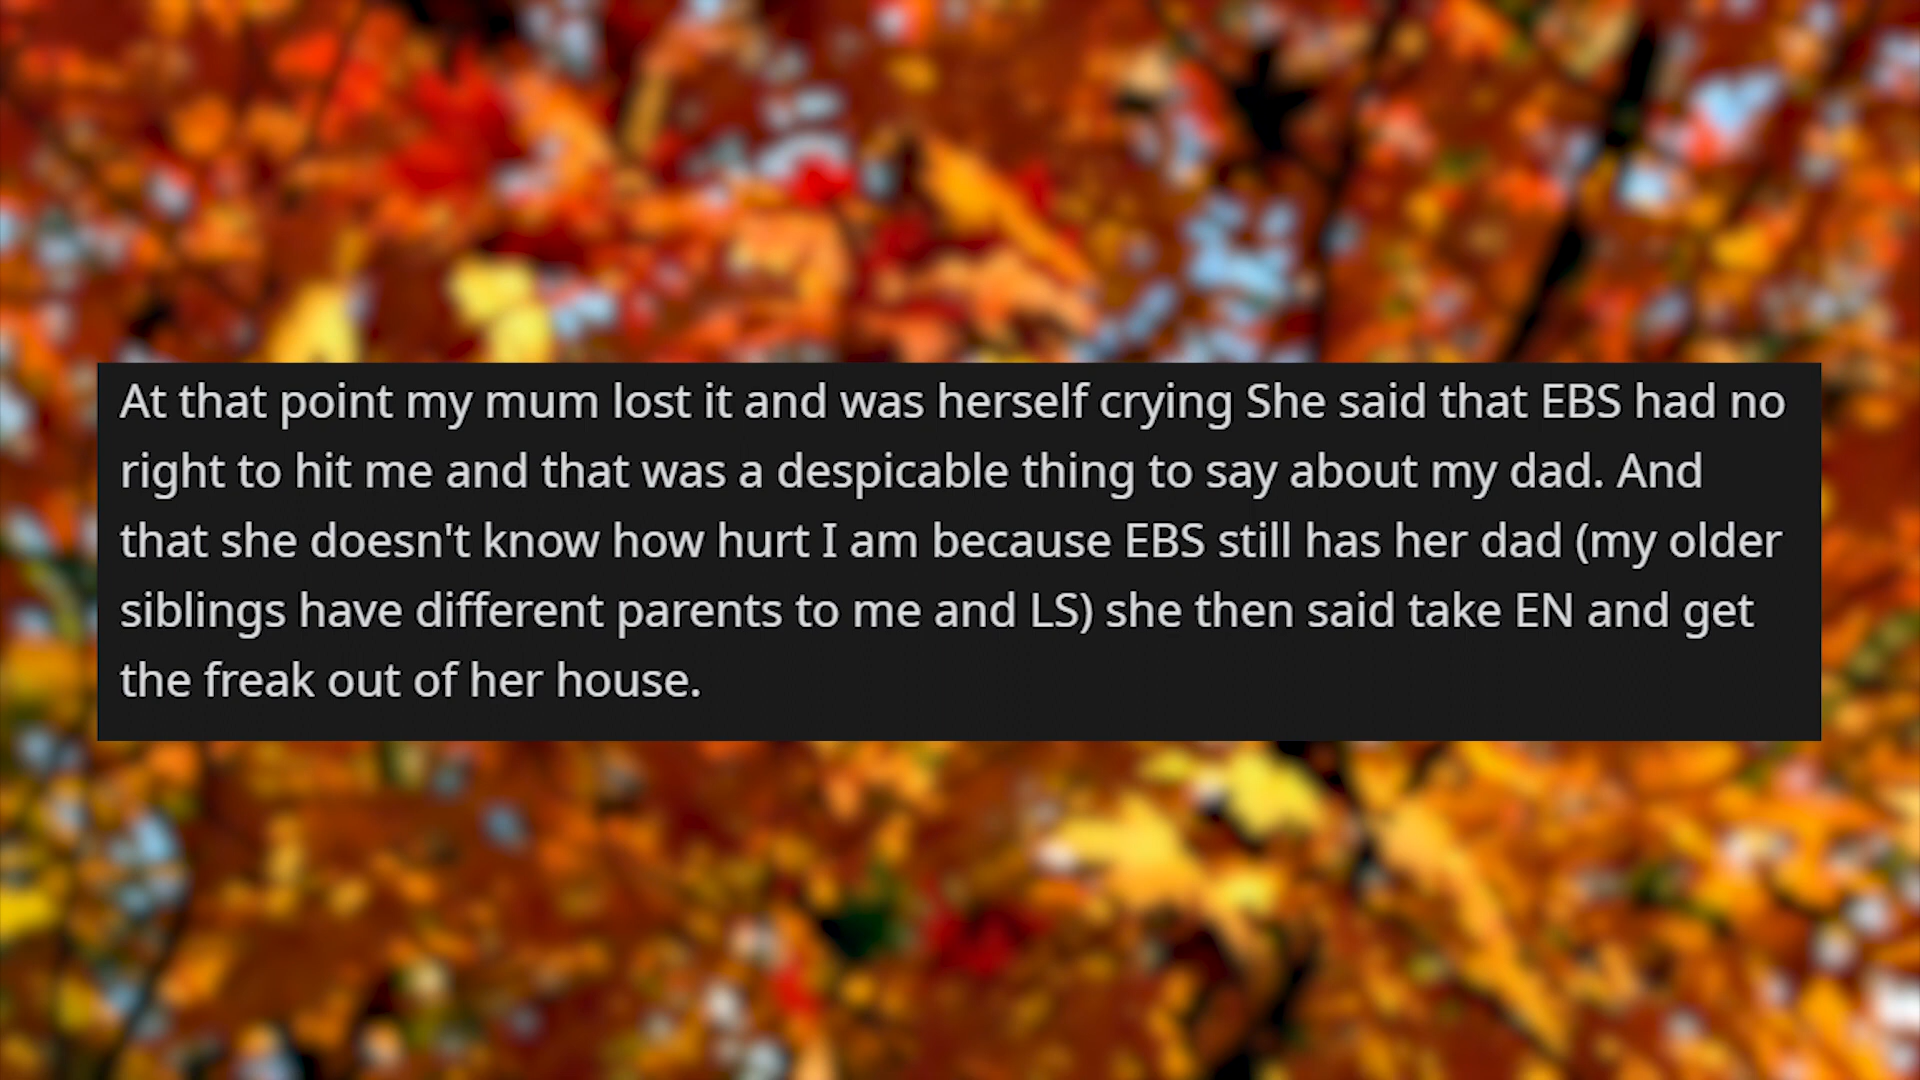 At that point my mum lost it and was herself crying She said that EBS had no
right to hit me and that was a despicable thing to say about my dad. And
that she doesn't know how hurt I am because EBS still has her dad (my older
siblings have different parents to me and LS) she then said take EN and get
the freak out of her house.